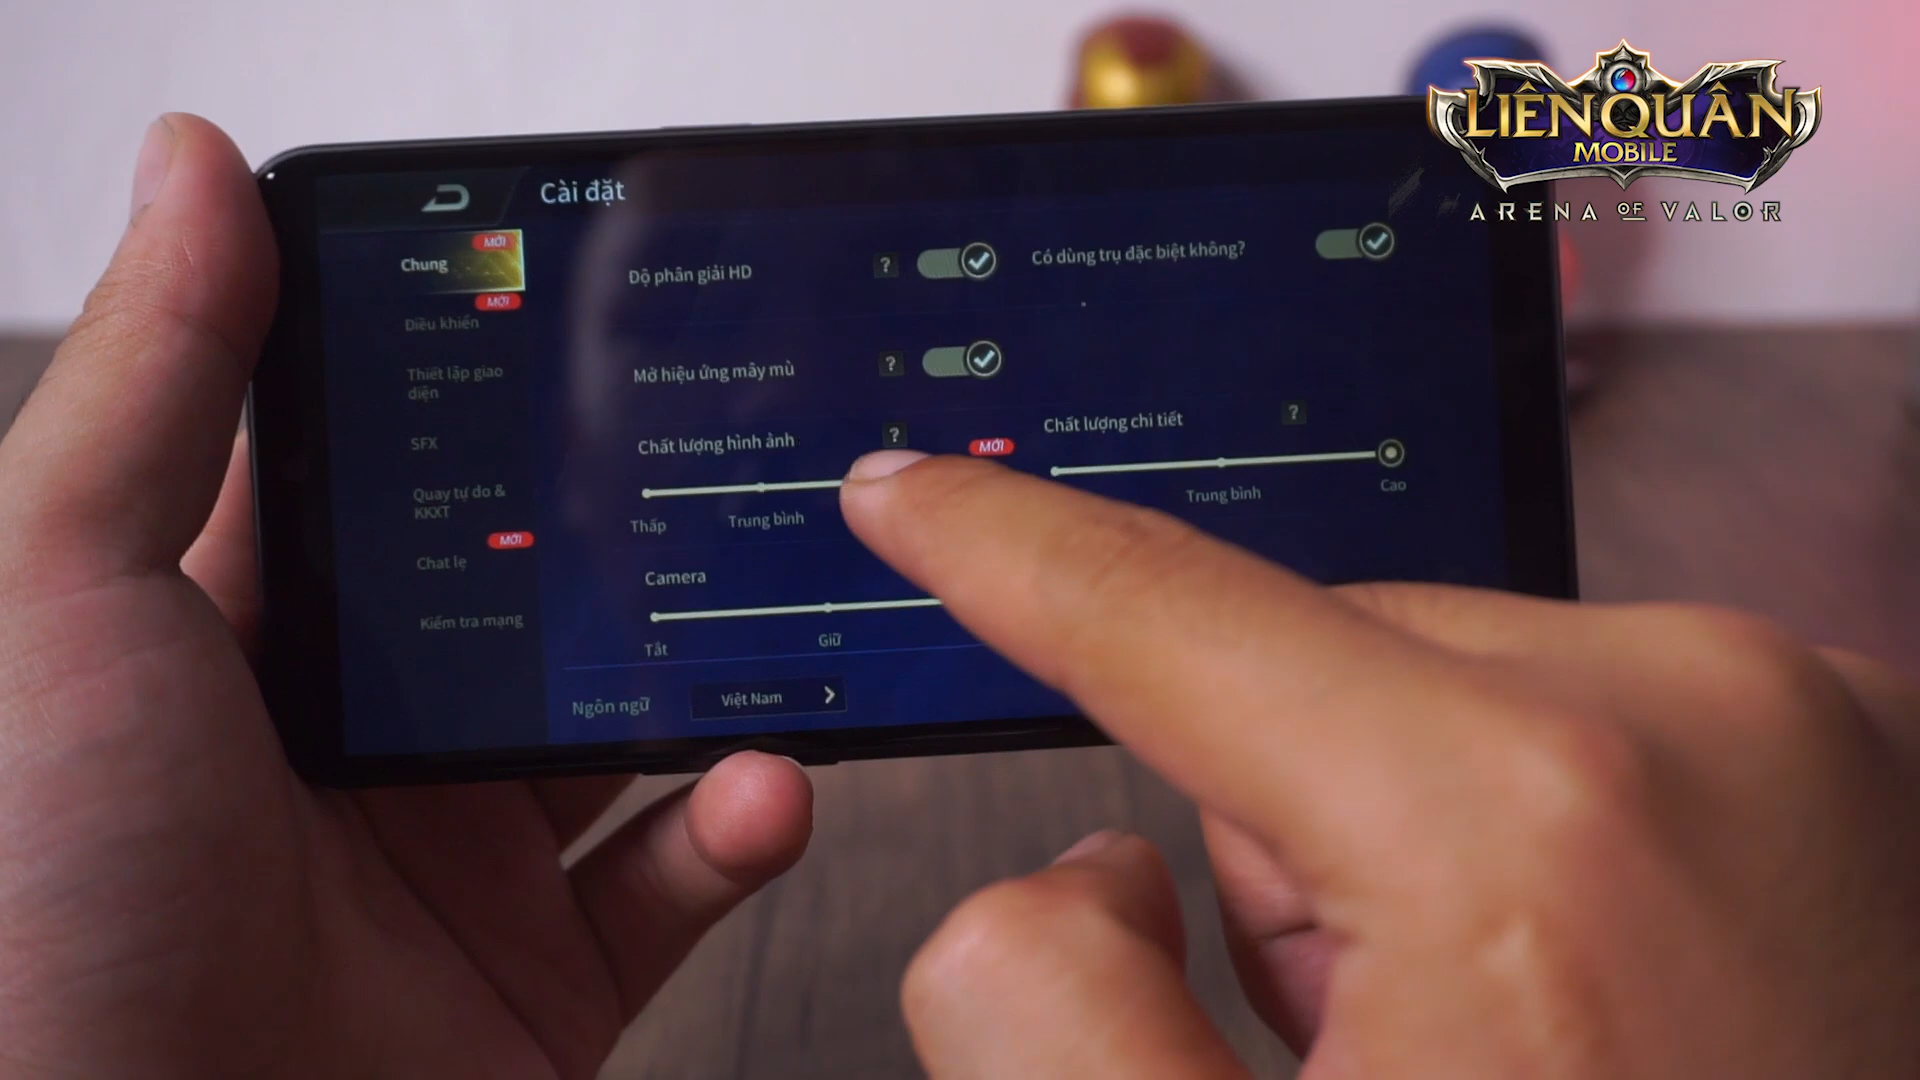 LIÊN QUÂN
MOBILE
ARENA OF VALOR
Cài đặt
MỚI
Chung
MỚI
Điều khiển
Thiết lập giao
diện
SFX
Quay tự do &
KKXT
MỚI
Chat lẹ
Kiểm tra mạng
Độ phân giải HD
?
Có dùng trụ đặc biệt không?
Mở hiệu ứng mây mù
?
Chất lượng hình ảnh
?
MỚI
Thấp
Trung bình
Chất lượng chi tiết
?
Trung bình
Cao
Camera
Tắt
Giữ
Ngôn ngữ
Việt Nam